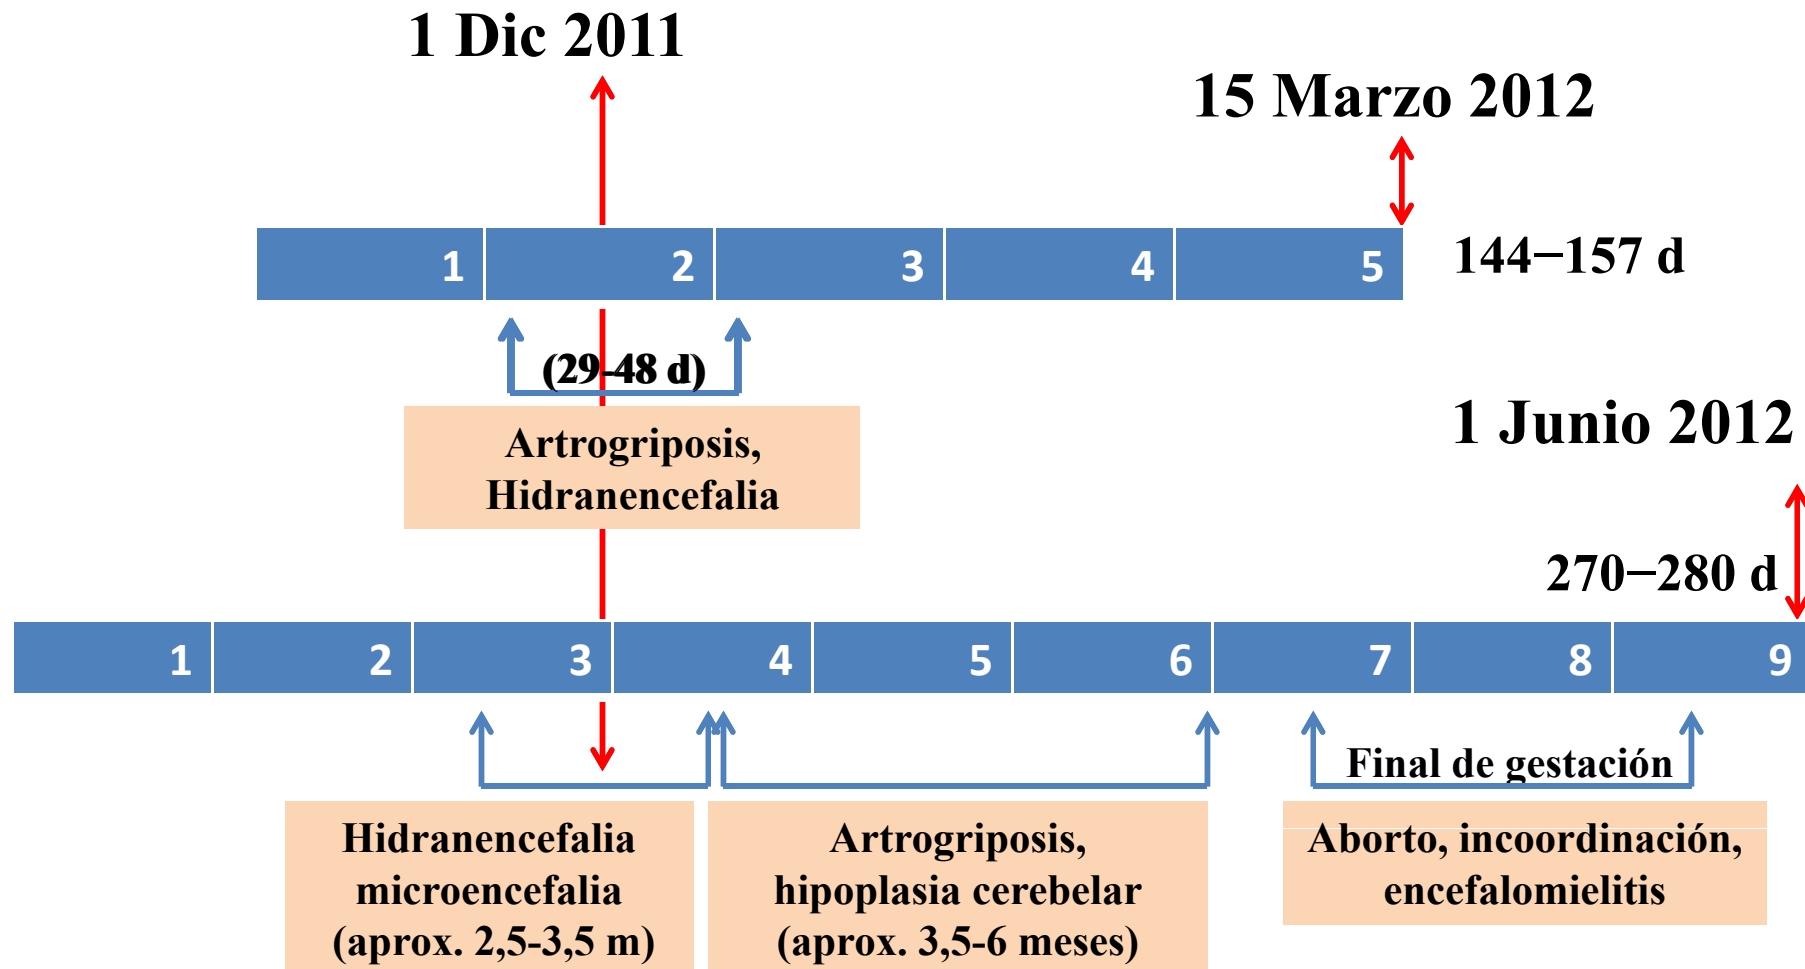 1 Dic 2011
15 Marzo 2012
1 2 3 4 5
144–157 d
(29-48 d)
Artrogriposis,
Hidranencefalia
1 Junio 2012
270–280 d
1 2 3 4 5 6 7 8 9
Final de gestación
Hidranencefalia
microencefalia
(aprox. 2,5-3,5 m)
Artrogriposis,
hipoplasia cerebelar
(aprox. 3,5-6 meses)
Aborto, incoordinación,
encefalomielitis